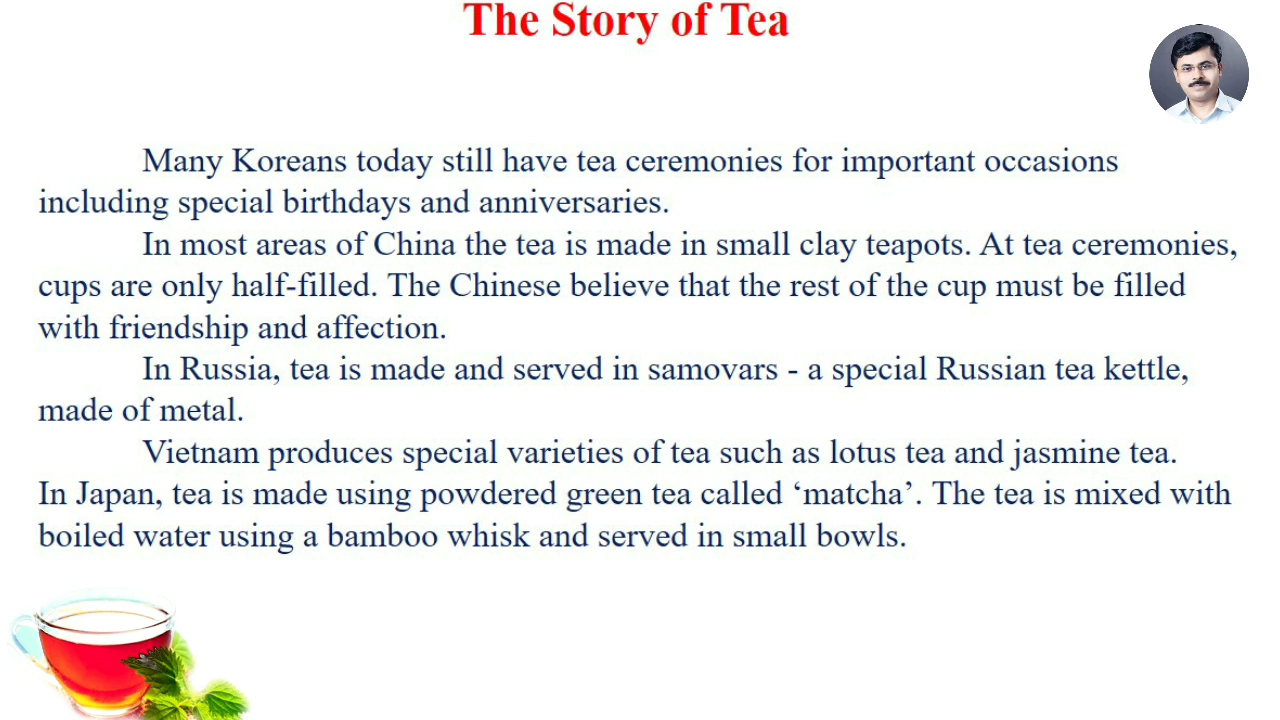 The Story of Tea
Many Koreans today still have tea ceremonies for important occasions
including special birthdays and anniversaries.
In most areas of China the tea is made in small clay teapots. At tea ceremonies,
cups are only half-filled. The Chinese believe that the rest of the cup must be filled
with friendship and affection.
In Russia, tea is made and served in samovars - a special Russian tea kettle,
made of metal.
Vietnam produces special varieties of tea such as lotus tea and jasmine tea.
In Japan, tea is made using powdered green tea called ‘matcha’. The tea is mixed with
boiled water using a bamboo whisk and served in small bowls.